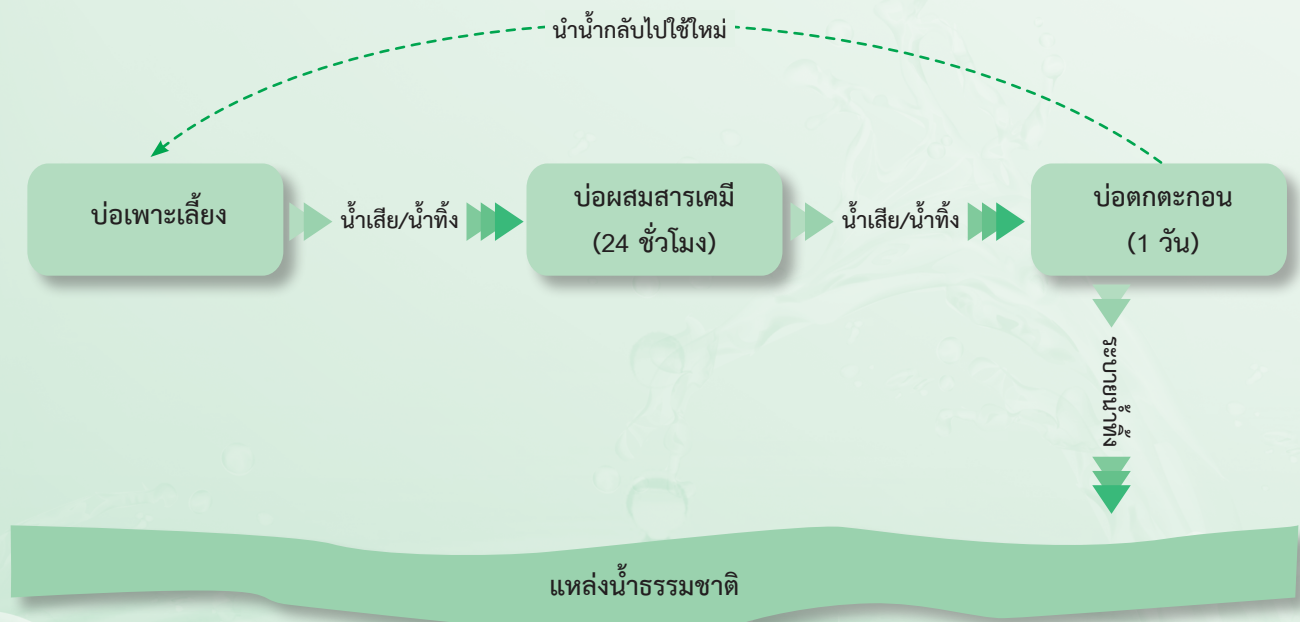 นำน้ำกลับไปใช้ใหม่
บ่อเพาะเลี้ยง
น้ำเสีย/น้ำทิ้ง
บ่อผสมสารเคมี
(24 ชั่วโมง)
น้ำเสีย/น้ำทิ้ง
บ่อตกตะกอน
(1 วัน)
ระบายน้ำทิ้ง
แหล่งน้ำธรรมชาติ